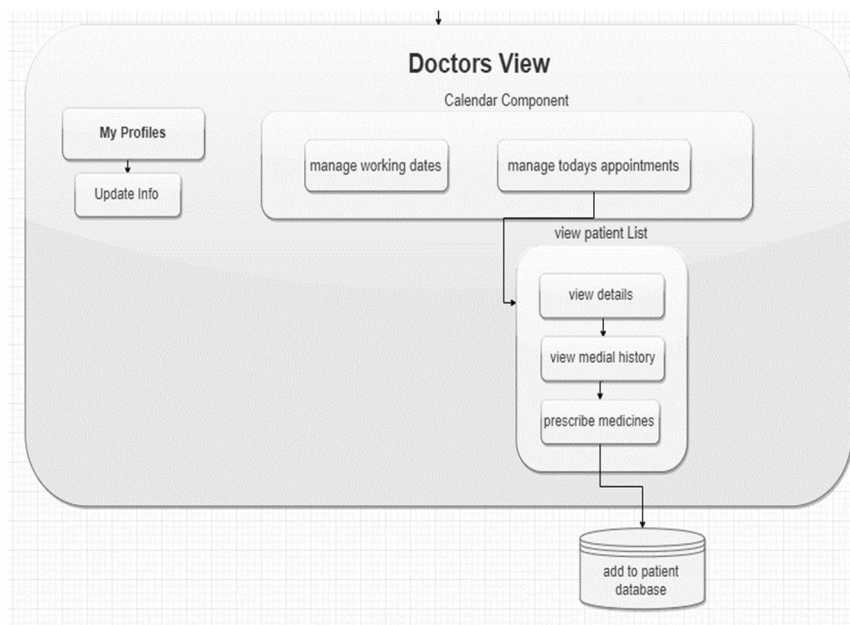 Doctors View
Calendar Component
My Profiles
Update Info
manage working dates
manage todays appointments
view patient List
view details
view medial history
prescribe medicines
add to patient
database